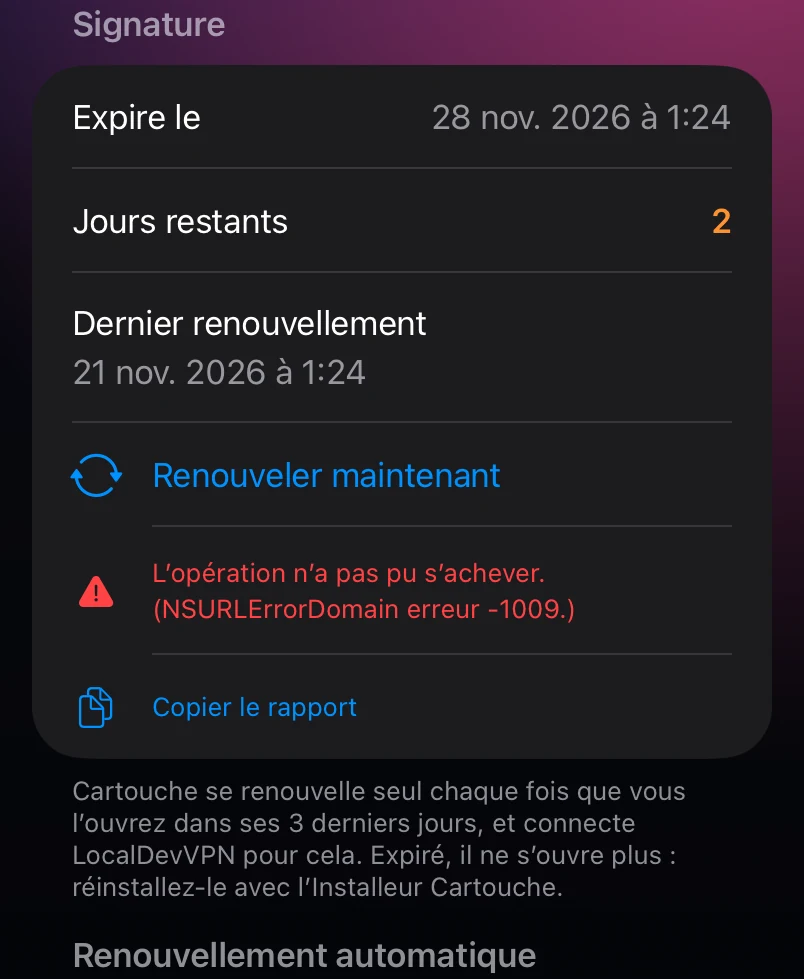 Signature
Expire le 28 nov. 2026 à 1:24
Jours restants 2
Dernier renouvellement
21 nov. 2026 à 1:24
Renouveler maintenant
L’opération n’a pas pu s’achever.
(NSURLErrorDomain erreur -1009.)
Copier le rapport
Cartouche se renouvelle seul chaque fois que vous
l’ouvrez dans ses 3 derniers jours, et connecte
LocalDevVPN pour cela. Expiré, il ne s’ouvre plus :
réinstallez-le avec l’Installeur Cartouche.
Renouvellement automatique